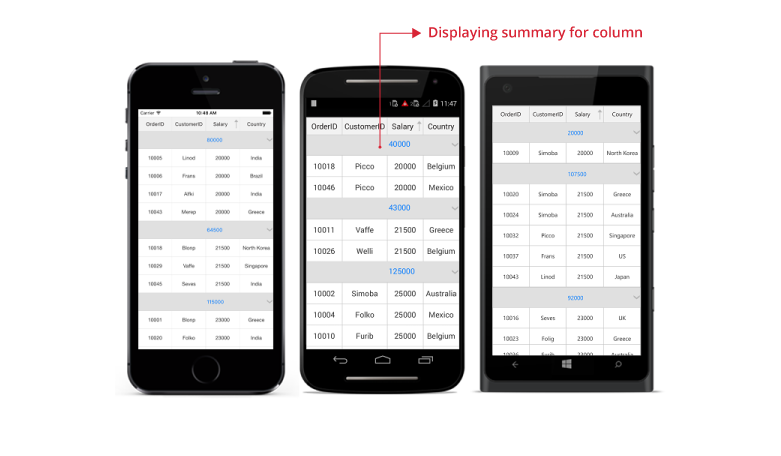 Displaying summary for column
Carrier 10:48 AM
OrderID CustomerID Salary Country
80000
10005 Linod 20000 India
10006 Frans 20000 Brazil
10017 Alfki 20000 India
10043 Merep 20000 Greece
64500
10018 Blonp 21500 North Korea
10029 Vaffe 21500 Singapore
10045 Seves 21500 India
115000
10001 Blonp 23000 Greece
10020 Folko 23000 India
11:47
OrderID CustomerID Salary Country
40000
10018 Picco 20000 Belgium
10046 Picco 20000 Mexico
43000
10011 Vaffe 21500 Greece
10026 Welli 21500 Belgium
125000
10002 Simoba 25000 Australia
10004 Folko 25000 Mexico
10010 Furib 25000 Belgium
OrderID CustomerID Salary Country
20000
10009 Simoba 20000 North Korea
107500
10020 Simoba 21500 Greece
10024 Simoba 21500 Australia
10032 Picco 21500 Singapore
10037 Frans 21500 US
10043 Linod 21500 Japan
92000
10016 Seves 23000 UK
10023 Folig 23000 Greece
10036 Furib 23000 Australia